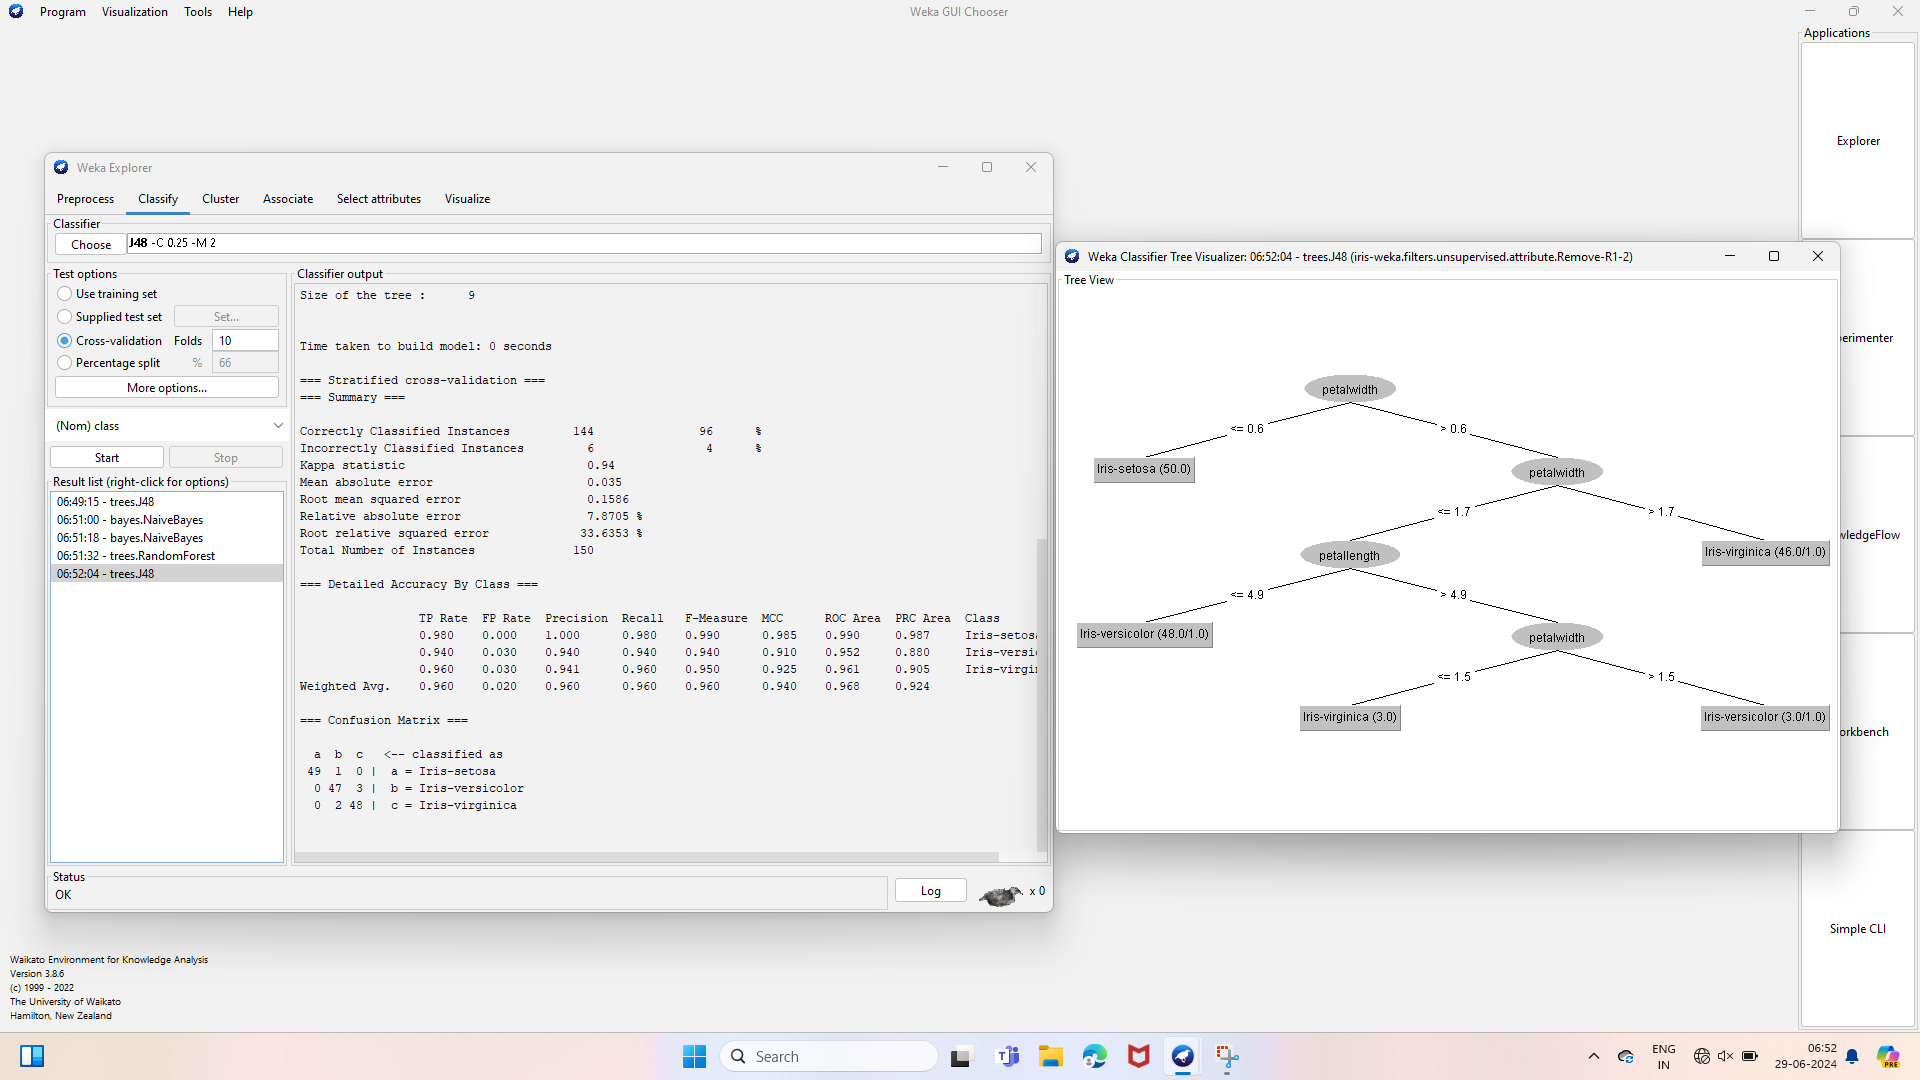 Program Visualization Tools Help
Weka GUI Chooser
Applications
Explorer
perimenter
wledgeFlow
orkbench
Simple CLI
Weka Explorer
Preprocess Classify Cluster Associate Select attributes Visualize
Classifier
Choose J48 -C 0.25 -M 2
Test options
Use training set
Supplied test set Set...
Cross-validation Folds 10
Percentage split % 66
More options...
(Nom) class
Start Stop
Result list (right-click for options)
06:49:15 - trees.J48
06:51:00 - bayes.NaiveBayes
06:51:18 - bayes.NaiveBayes
06:51:32 - trees.RandomForest
06:52:04 - trees.J48
Classifier output
Size of the tree : 9
Time taken to build model: 0 seconds
=== Stratified cross-validation ===
=== Summary ===
Correctly Classified Instances 144 96 %
Incorrectly Classified Instances 6 4 %
Kappa statistic 0.94
Mean absolute error 0.035
Root mean squared error 0.1586
Relative absolute error 7.8705 %
Root relative squared error 33.6353 %
Total Number of Instances 150
=== Detailed Accuracy By Class ===
TP Rate FP Rate Precision Recall F-Measure MCC ROC Area PRC Area Class
0.980 0.000 1.000 0.980 0.990 0.985 0.990 0.987 Iris-setosa
0.940 0.030 0.940 0.940 0.940 0.910 0.952 0.880 Iris-versic
0.960 0.030 0.941 0.960 0.950 0.925 0.961 0.905 Iris-virgin
Weighted Avg. 0.960 0.020 0.960 0.960 0.960 0.940 0.968 0.924
=== Confusion Matrix ===
a b c <-- classified as
49 1 0 | a = Iris-setosa
0 47 3 | b = Iris-versicolor
0 2 48 | c = Iris-virginica
Status
OK
Log
x 0
Weka Classifier Tree Visualizer: 06:52:04 - trees.J48 (iris-weka.filters.unsupervised.attribute.Remove-R1-2)
Tree View
petalwidth
<= 0.6 > 0.6
Iris-setosa (50.0) petalwidth
<= 1.7 > 1.7
petallength Iris-virginica (46.0/1.0)
<= 4.9 > 4.9
Iris-versicolor (48.0/1.0) petalwidth
<= 1.5 > 1.5
Iris-virginica (3.0) Iris-versicolor (3.0/1.0)
Waikato Environment for Knowledge Analysis
Version 3.8.6
(c) 1999 - 2022
The University of Waikato
Hamilton, New Zealand
Search
ENG
IN
06:52
29-06-2024
PRE